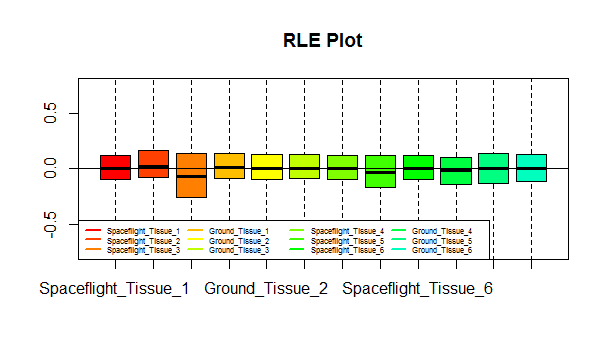 RLE Plot
0.5
0.0
-0.5
Spaceflight_Tissue_1 Ground_Tissue_1 Spaceflight_Tissue_4 Ground_Tissue_4
Spaceflight_Tissue_2 Ground_Tissue_2 Spaceflight_Tissue_5 Ground_Tissue_5
Spaceflight_Tissue_3 Ground_Tissue_3 Spaceflight_Tissue_6 Ground_Tissue_6
Spaceflight_Tissue_1 Ground_Tissue_2 Spaceflight_Tissue_6